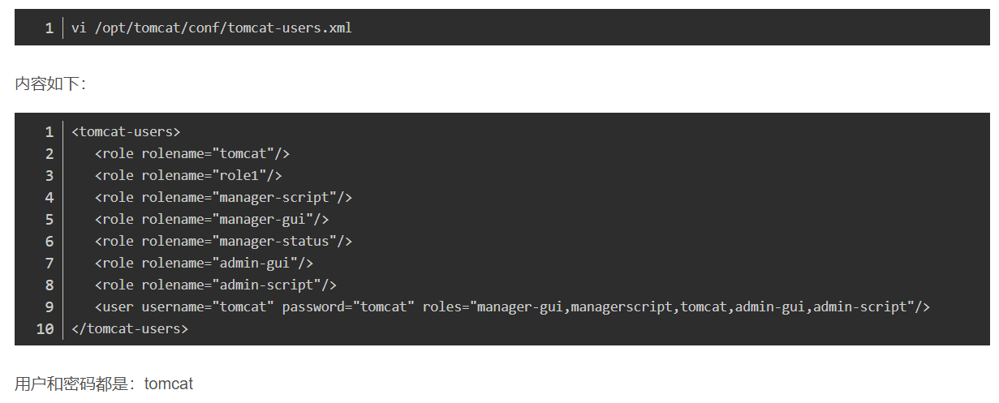 1 vi /opt/tomcat/conf/tomcat-users.xml
内容如下：
1 <tomcat-users>
2    <role rolename="tomcat"/>
3    <role rolename="role1"/>
4    <role rolename="manager-script"/>
5    <role rolename="manager-gui"/>
6    <role rolename="manager-status"/>
7    <role rolename="admin-gui"/>
8    <role rolename="admin-script"/>
9    <user username="tomcat" password="tomcat" roles="manager-gui,managerscript,tomcat,admin-gui,admin-script"/>
10 </tomcat-users>
用户和密码都是：tomcat